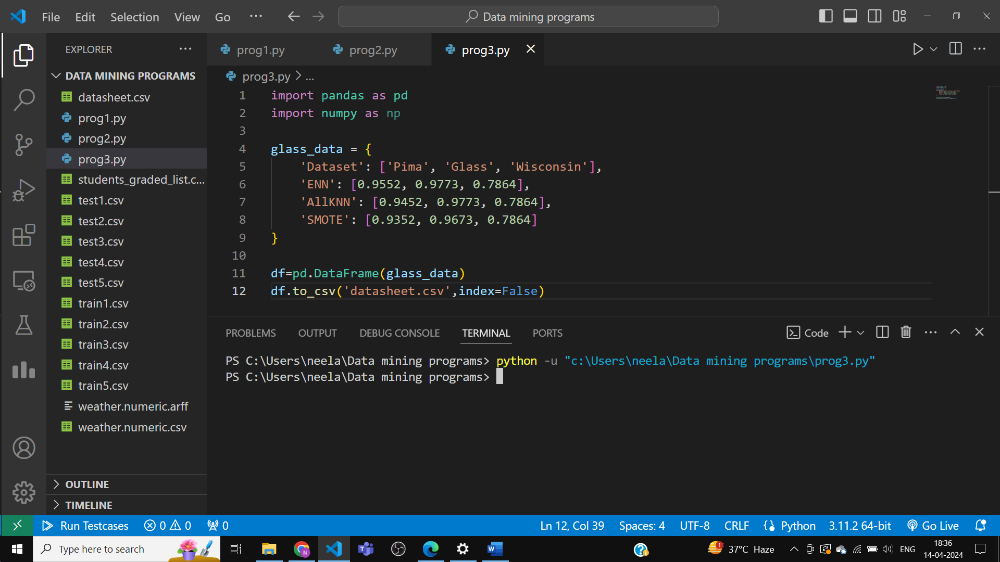 File Edit Selection View Go ... Data mining programs
EXPLORER ...
DATA MINING PROGRAMS
datasheet.csv
prog1.py
prog2.py
prog3.py
students_graded_list.c...
test1.csv
test2.csv
test3.csv
test4.csv
test5.csv
train1.csv
train2.csv
train3.csv
train4.csv
train5.csv
weather.numeric.arff
weather.numeric.csv
OUTLINE
TIMELINE
prog1.py prog2.py prog3.py
prog3.py > ...
1 import pandas as pd
2 import numpy as np
3
4 glass_data = {
5 'Dataset': ['Pima', 'Glass', 'Wisconsin'],
6 'ENN': [0.9552, 0.9773, 0.7864],
7 'AllKNN': [0.9452, 0.9773, 0.7864],
8 'SMOTE': [0.9352, 0.9673, 0.7864]
9 }
10
11 df=pd.DataFrame(glass_data)
12 df.to_csv('datasheet.csv',index=False)
PROBLEMS OUTPUT DEBUG CONSOLE TERMINAL PORTS Code
PS C:\Users\neela\Data mining programs> python -u "c:\Users\neela\Data mining programs\prog3.py"
PS C:\Users\neela\Data mining programs>
Run Testcases 0 0 0 Ln 12, Col 39 Spaces: 4 UTF-8 CRLF Python 3.11.2 64-bit Go Live
Type here to search 37°C Haze ENG 18:36
14-04-2024